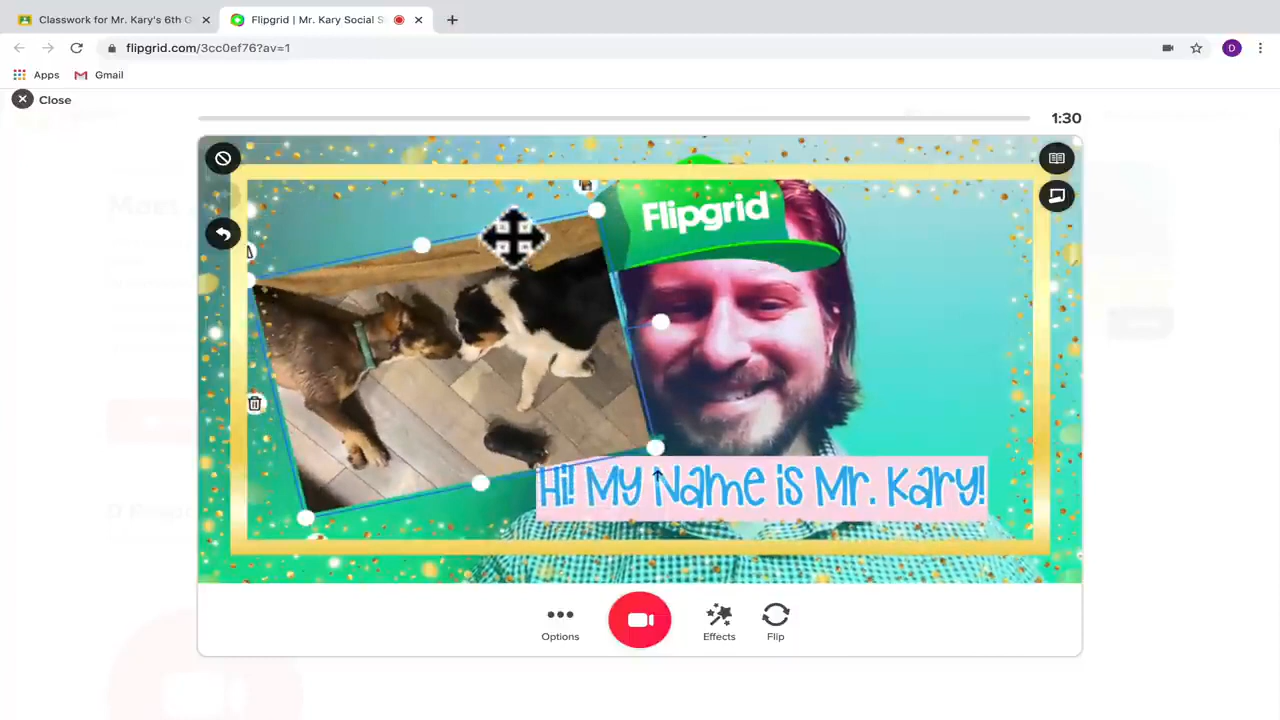 Classwork for Mr. Kary's 6th G
Flipgrid | Mr. Kary Social S
flipgrid.com/3cc0ef76?av=1
D
Apps
Gmail
Close
1:30
Flipgrid
Hi! My Name is Mr. Kary!
Options
Effects
Flip